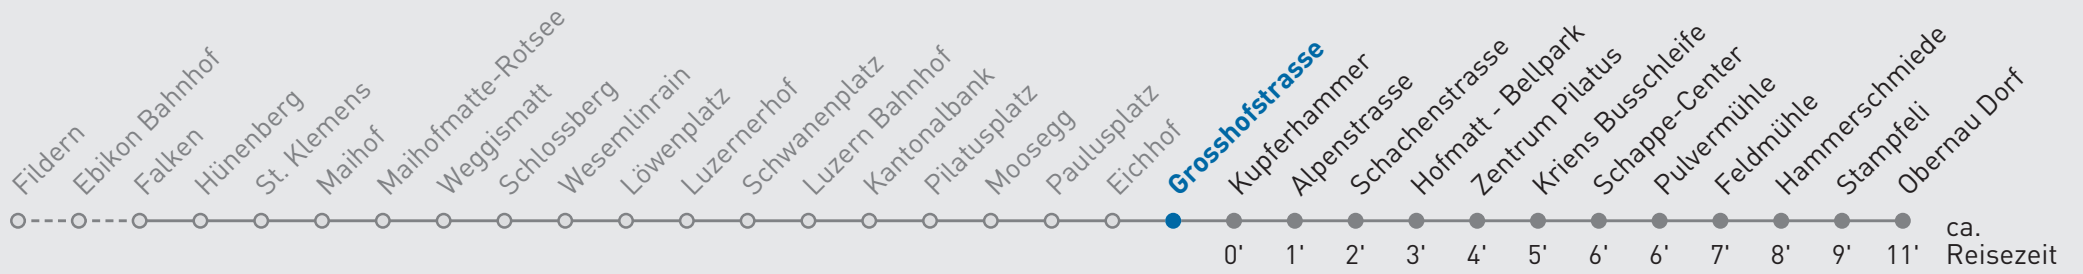 Fildern
Ebikon Bahnhof
Falken
Hünenberg
St. Klemens
Maihof
Maihofmatte-Rotsee
Weggismatt
Schlossberg
Wesemlinrain
Löwenplatz
Luzernerhof
Schwanenplatz
Luzern Bahnhof
Kantonalbank
Pilatusplatz
Moosegg
Paulusplatz
Eichhof
Grosshofstrasse
Kupferhammer
Alpenstrasse
Schachenstrasse
Hofmatt - Bellpark
Zentrum Pilatus
Kriens Busschleife
Schappe-Center
Pulvermühle
Feldmühle
Hammerschmiede
Stampfeli
Obernau Dorf
0' 1' 2' 3' 4' 5' 6' 6' 7' 8' 9' 11'
ca.
Reisezeit